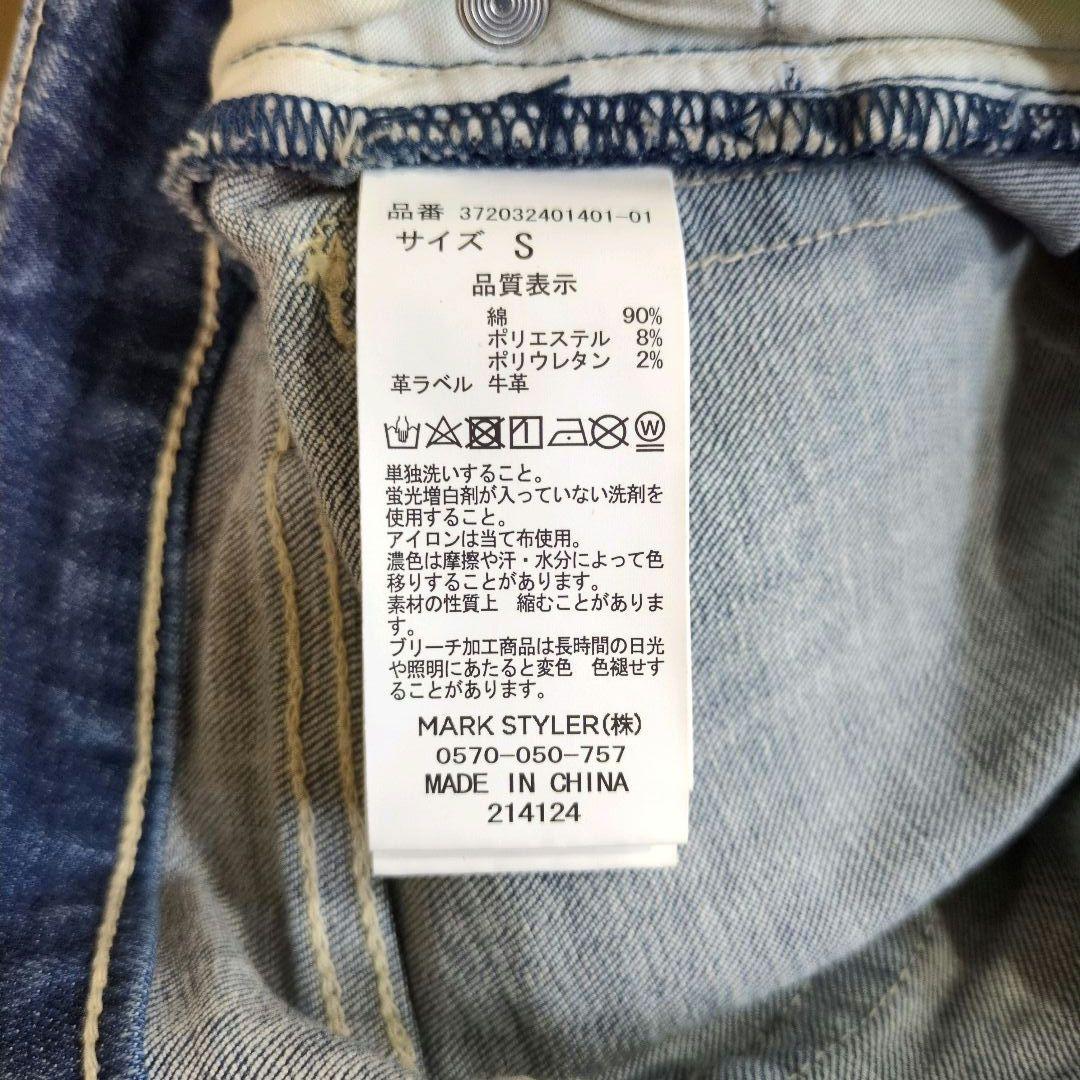 品番 372032401401-01
サイズ S
品質表示
綿 90%
ポリエステル 8%
ポリウレタン 2%
革ラベル 牛革
W
単独洗いすること。
蛍光増白剤が入っていない洗剤を
使用すること。
アイロンは当て布使用。
濃色は摩擦や汗・水分によって色
移りすることがあります。
素材の性質上 縮むことがありま
す。
ブリーチ加工商品は長時間の日光
や照明にあたると変色 色褪せす
ることがあります。
MARK STYLER(株)
0570-050-757
MADE IN CHINA
214124